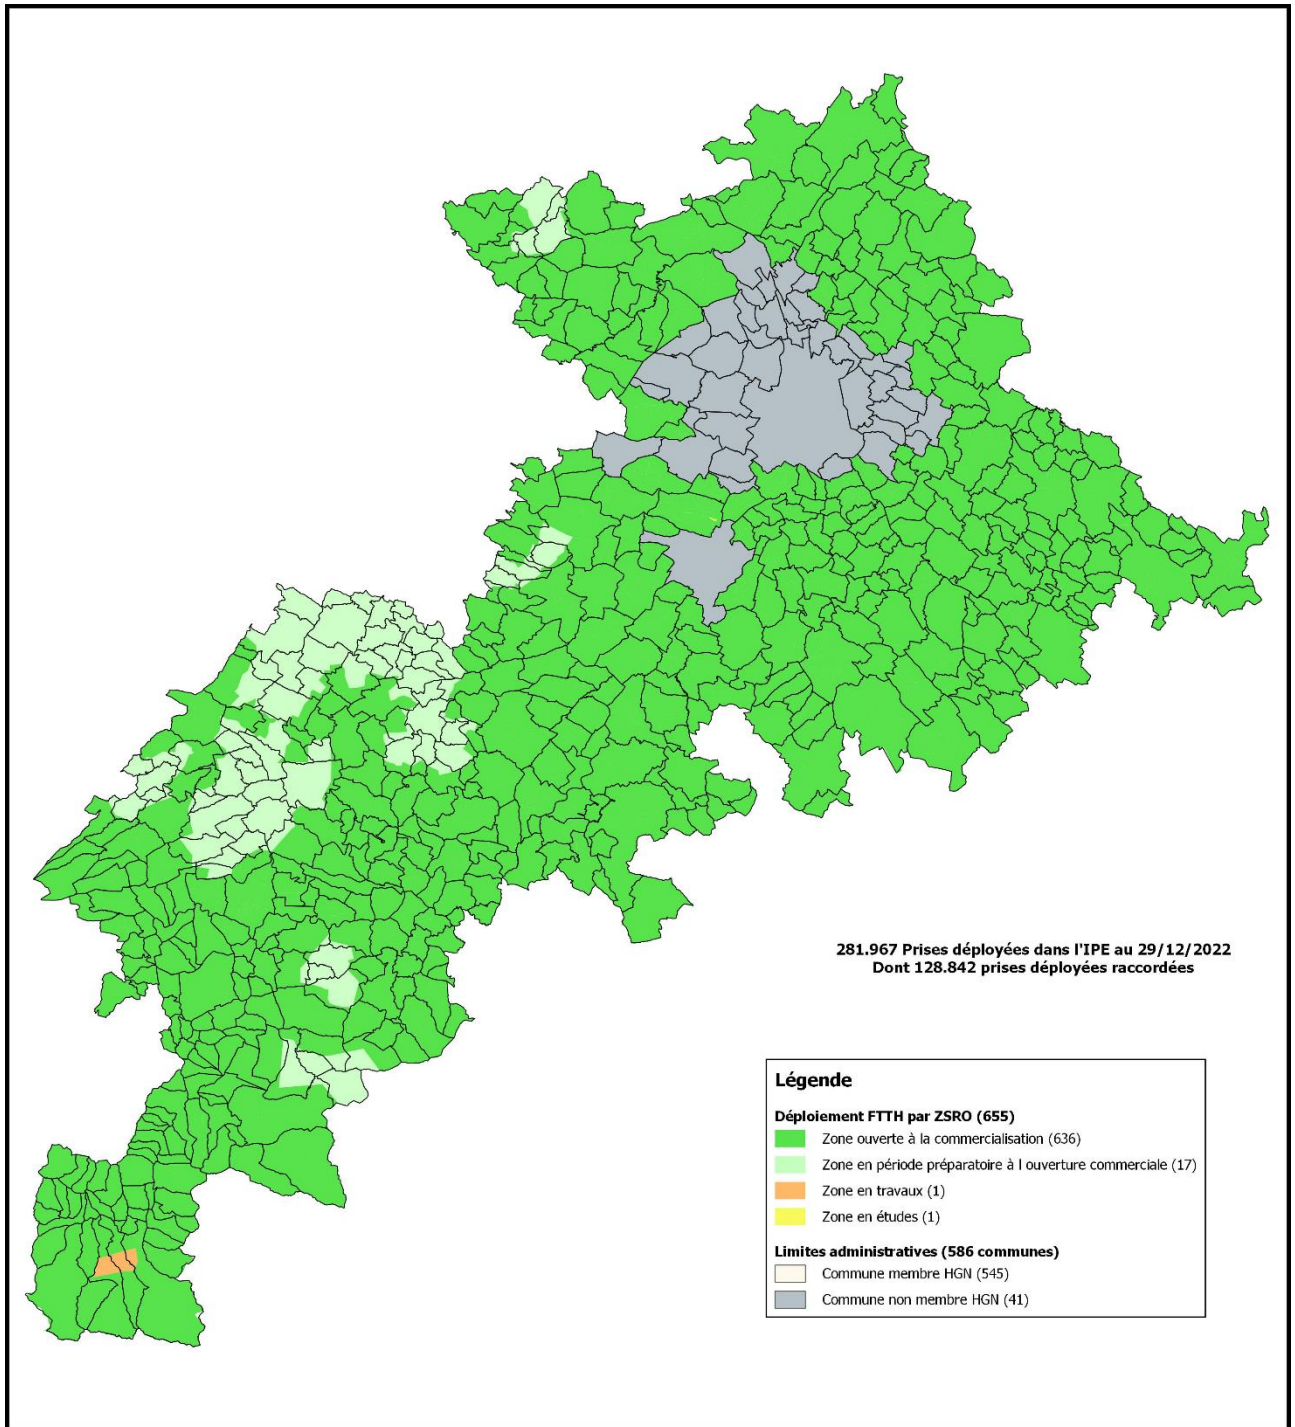 281.967 Prises déployées dans l'IPE au 29/12/2022
Dont 128.842 prises déployées raccordées
Légende
Déploiement FTTH par ZSRO (655)
Zone ouverte à la commercialisation (636)
Zone en période préparatoire à l ouverture commerciale (17)
Zone en travaux (1)
Zone en études (1)
Limites administratives (586 communes)
Commune membre HGN (545)
Commune non membre HGN (41)